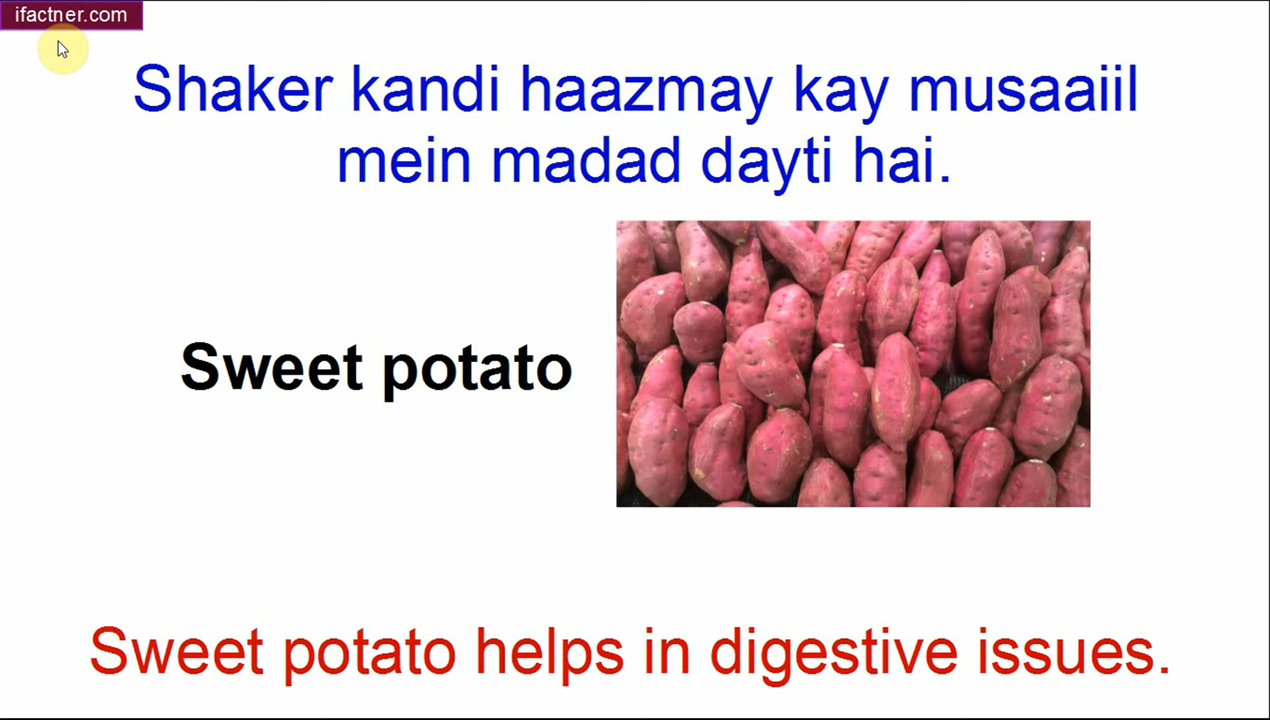 ifactner.com
Shaker kandi haazmay kay musaaiil
mein madad dayti hai.
Sweet potato
Sweet potato helps in digestive issues.